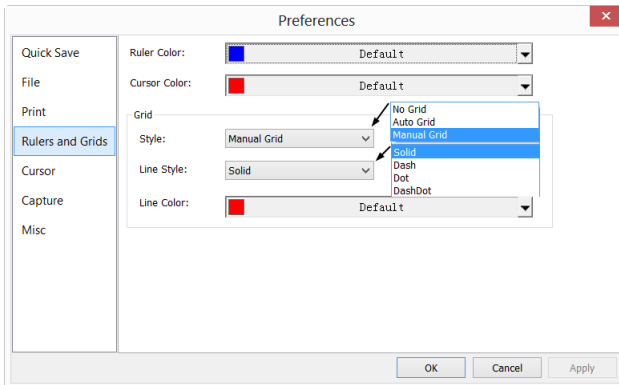 Preferences
Quick Save
File
Print
Rulers and Grids
Cursor
Capture
Misc
Ruler Color: Default
Cursor Color: Default
Grid
Style: Manual Grid
No Grid
Auto Grid
Manual Grid
Line Style: Solid
Solid
Dash
Dot
DashDot
Line Color: Default
OK Cancel Apply